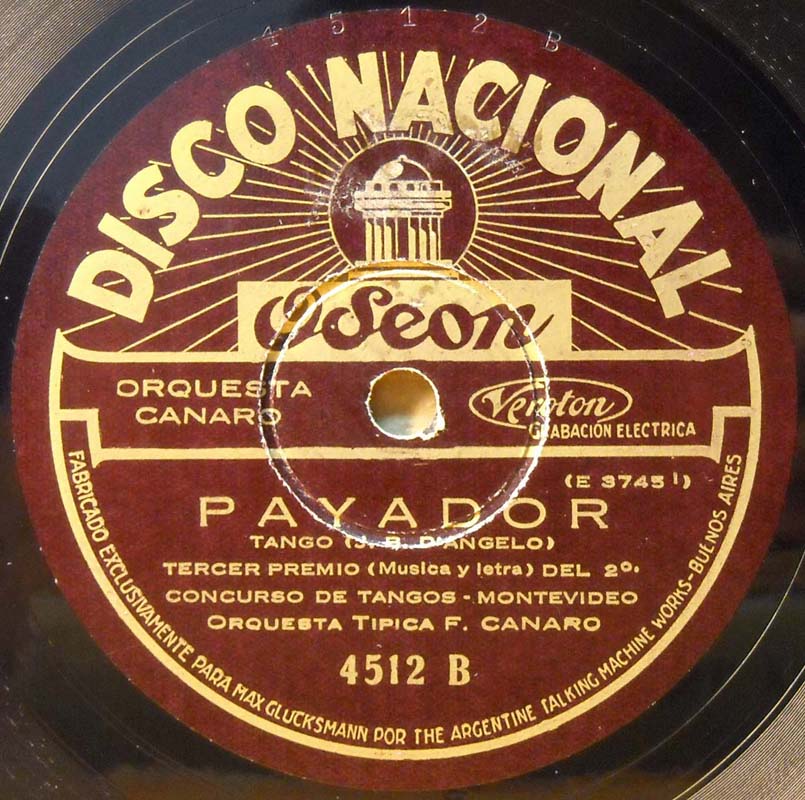 4 5 1 2 B
DISCO NACIONAL
Odeon
ORQUESTA
CANARO
Veroton
GRABACIÓN ELECTRICA
(E 3745 I)
PAYADOR
TANGO (J. B. D'ANGELO)
TERCER PREMIO (Musica y letra) DEL 2º.
CONCURSO DE TANGOS - MONTEVIDEO
ORQUESTA TIPICA F. CANARO
4512 B
FABRICADO EXCLUSIVAMENTE PARA MAX GLUCKSMANN POR THE ARGENTINE TALKING MACHINE WORKS-BUENOS AIRES